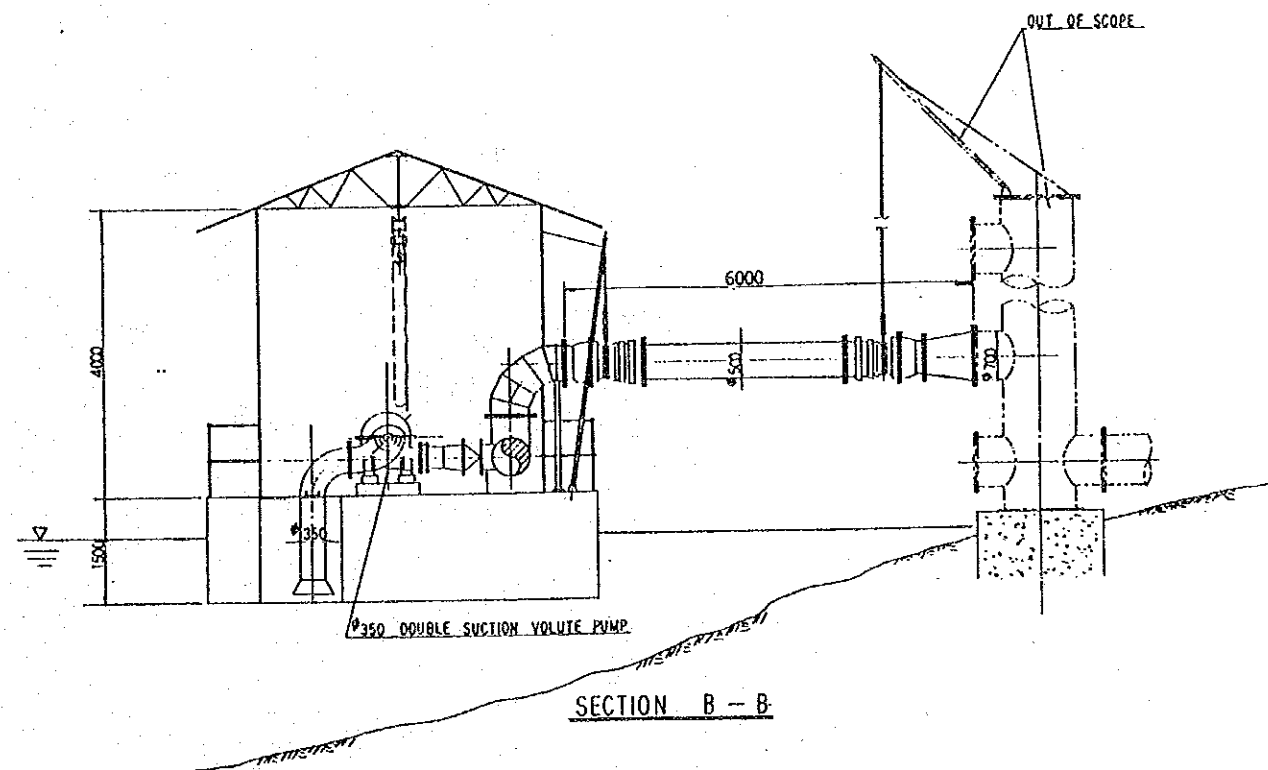 OUT OF SCOPE
6000
4000
φ500
φ700
φ350
1500
φ350 DOUBLE SUCTION VOLUTE PUMP
SECTION B – B